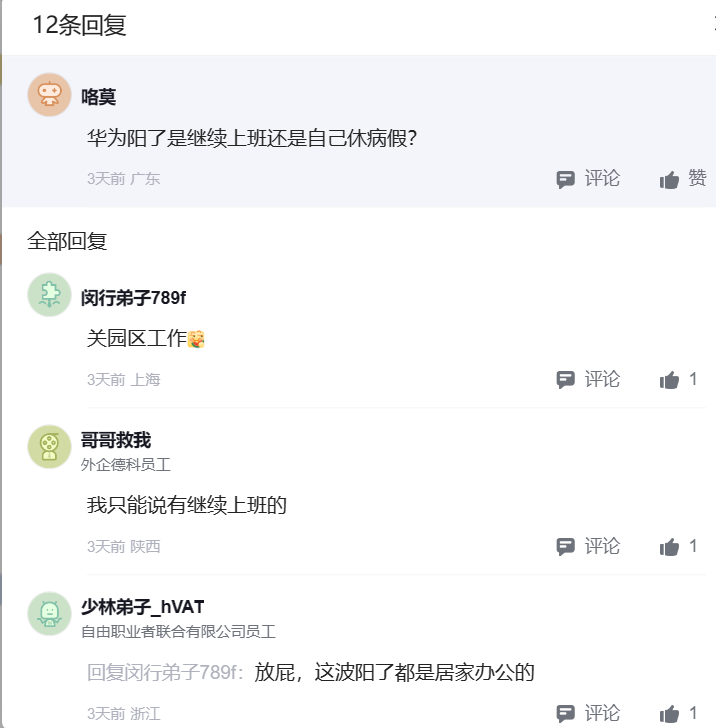 12条回复
咯莫
华为阳了是继续上班还是自己休病假？
3天前 广东 评论 赞
全部回复
闵行弟子789f
关园区工作
3天前 上海 评论 1
哥哥救我
外企德科员工
我只能说有继续上班的
3天前 陕西 评论 1
少林弟子_hVAT
自由职业者联合有限公司员工
回复闵行弟子789f：放屁，这波阳了都是居家办公的
3天前 浙江 评论 1